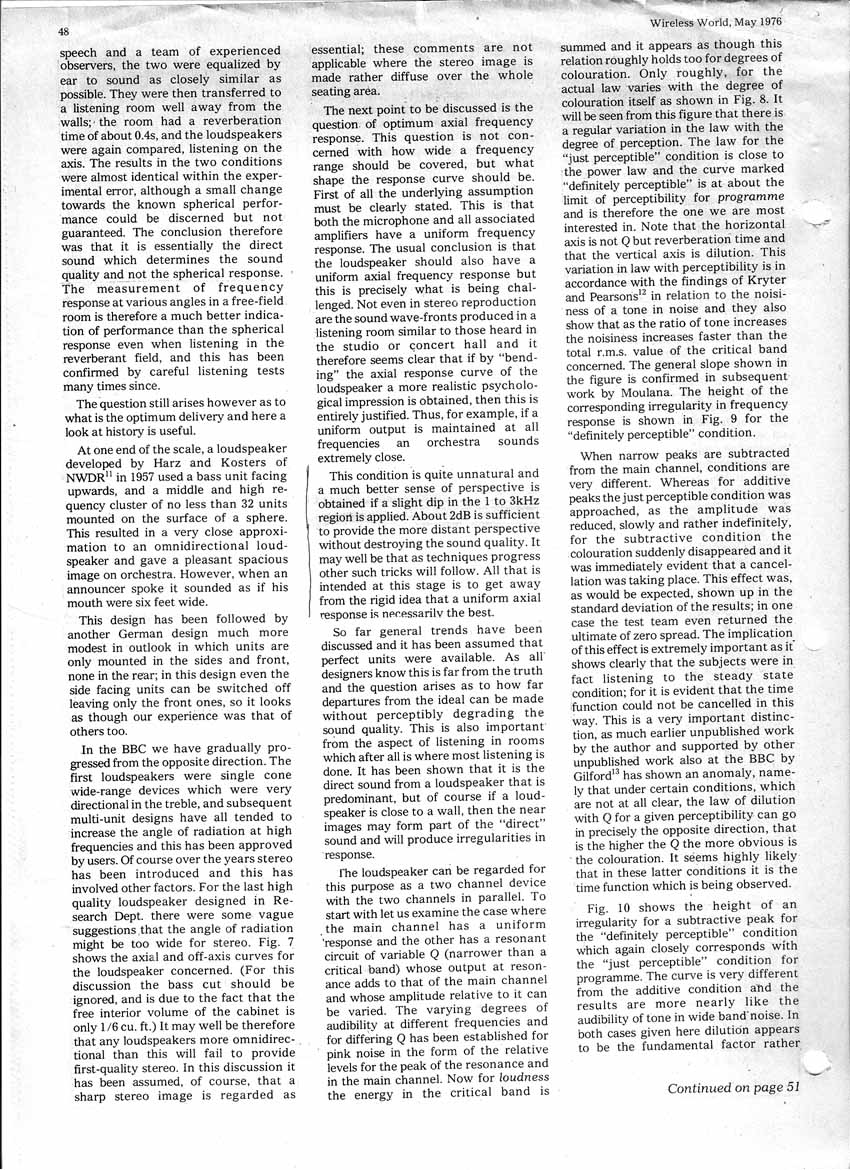 48
Wireless World, May 1976
speech and a team of experienced
observers, the two were equalized by
ear to sound as closely similar as
possible. They were then transferred to
a listening room well away from the
walls; the room had a reverberation
time of about 0.4s, and the loudspeakers
were again compared, listening on the
axis. The results in the two conditions
were almost identical within the exper-
imental error, although a small change
towards the known spherical perfor-
mance could be discerned but not
guaranteed. The conclusion therefore
was that it is essentially the direct
sound which determines the sound
quality and not the spherical response.
The measurement of frequency
response at various angles in a free-field
room is therefore a much better indica-
tion of performance than the spherical
response even when listening in the
reverberant field, and this has been
confirmed by careful listening tests
many times since.
The question still arises however as to
what is the optimum delivery and here a
look at history is useful.
At one end of the scale, a loudspeaker
developed by Harz and Kosters of
NWDR11 in 1957 used a bass unit facing
upwards, and a middle and high re-
quency cluster of no less than 32 units
mounted on the surface of a sphere.
This resulted in a very close approxi-
mation to an omnidirectional loud-
speaker and gave a pleasant spacious
image on orchestra. However, when an
announcer spoke it sounded as if his
mouth were six feet wide.
This design has been followed by
another German design much more
modest in outlook in which units are
only mounted in the sides and front,
none in the rear; in this design even the
side facing units can be switched off
leaving only the front ones, so it looks
as though our experience was that of
others too.
In the BBC we have gradually pro-
gressed from the opposite direction. The
first loudspeakers were single cone
wide-range devices which were very
directional in the treble, and subsequent
multi-unit designs have all tended to
increase the angle of radiation at high
frequencies and this has been approved
by users. Of course over the years stereo
has been introduced and this has
involved other factors. For the last high
quality loudspeaker designed in Re-
search Dept. there were some vague
suggestions that the angle of radiation
might be too wide for stereo. Fig. 7
shows the axial and off-axis curves for
the loudspeaker concerned. (For this
discussion the bass cut should be
ignored, and is due to the fact that the
free interior volume of the cabinet is
only 1/6 cu. ft.) It may well be therefore
that any loudspeakers more omnidirec-
tional than this will fail to provide
first-quality stereo. In this discussion it
has been assumed, of course, that a
sharp stereo image is regarded as
essential; these comments are not
applicable where the stereo image is
made rather diffuse over the whole
seating area.
The next point to be discussed is the
question of optimum axial frequency
response. This question is not con-
cerned with how wide a frequency
range should be covered, but what
shape the response curve should be.
First of all the underlying assumption
must be clearly stated. This is that
both the microphone and all associated
amplifiers have a uniform frequency
response. The usual conclusion is that
the loudspeaker should also have a
uniform axial frequency response but
this is precisely what is being chal-
lenged. Not even in stereo reproduction
are the sound wave-fronts produced in a
listening room similar to those heard in
the studio or concert hall and it
therefore seems clear that if by "bend-
ing" the axial response curve of the
loudspeaker a more realistic psycholo-
gical impression is obtained, then this is
entirely justified. Thus, for example, if a
uniform output is maintained at all
frequencies an orchestra sounds
extremely close.
This condition is quite unnatural and
a much better sense of perspective is
obtained if a slight dip in the 1 to 3kHz
region is applied. About 2dB is sufficient
to provide the more distant perspective
without destroying the sound quality. It
may well be that as techniques progress
other such tricks will follow. All that is
intended at this stage is to get away
from the rigid idea that a uniform axial
response is necessarily the best.
So far general trends have been
discussed and it has been assumed that
perfect units were available. As all
designers know this is far from the truth
and the question arises as to how far
departures from the ideal can be made
without perceptibly degrading the
sound quality. This is also important
from the aspect of listening in rooms
which after all is where most listening is
done. It has been shown that it is the
direct sound from a loudspeaker that is
predominant, but of course if a loud-
speaker is close to a wall, then the near
images may form part of the "direct"
sound and will produce irregularities in
response.
The loudspeaker can be regarded for
this purpose as a two channel device
with the two channels in parallel. To
start with let us examine the case where
the main channel has a uniform
response and the other has a resonant
circuit of variable Q (narrower than a
critical band) whose output at reson-
ance adds to that of the main channel
and whose amplitude relative to it can
be varied. The varying degrees of
audibility at different frequencies and
for differing Q has been established for
pink noise in the form of the relative
levels for the peak of the resonance and
in the main channel. Now for loudness
the energy in the critical band is
summed and it appears as though this
relation roughly holds too for degrees of
colouration. Only roughly, for the
actual law varies with the degree of
colouration itself as shown in Fig. 8. It
will be seen from this figure that there is
a regular variation in the law with the
degree of perception. The law for the
"just perceptible" condition is close to
the power law and the curve marked
"definitely perceptible" is at about the
limit of perceptibility for programme
and is therefore the one we are most
interested in. Note that the horizontal
axis is not Q but reverberation time and
that the vertical axis is dilution. This
variation in law with perceptibility is in
accordance with the findings of Kryter
and Pearsons12 in relation to the noisi-
ness of a tone in noise and they also
show that as the ratio of tone increases
the noisiness increases faster than the
total r.m.s. value of the critical band
concerned. The general slope shown in
the figure is confirmed in subsequent
work by Moulana. The height of the
corresponding irregularity in frequency
response is shown in Fig. 9 for the
"definitely perceptible" condition.
When narrow peaks are subtracted
from the main channel, conditions are
very different. Whereas for additive
peaks the just perceptible condition was
approached, as the amplitude was
reduced, slowly and rather indefinitely,
for the subtractive condition the
colouration suddenly disappeared and it
was immediately evident that a cancel-
lation was taking place. This effect was,
as would be expected, shown up in the
standard deviation of the results; in one
case the test team even returned the
ultimate of zero spread. The implication
of this effect is extremely important as it
shows clearly that the subjects were in
fact listening to the steady state
condition; for it is evident that the time
function could not be cancelled in this
way. This is a very important distinc-
tion, as much earlier unpublished work
by the author and supported by other
unpublished work also at the BBC by
Gilford13 has shown an anomaly, name-
ly that under certain conditions, which
are not at all clear, the law of dilution
with Q for a given perceptibility can go
in precisely the opposite direction, that
is the higher the Q the more obvious is
the colouration. It seems highly likely
that in these latter conditions it is the
time function which is being observed.
Fig. 10 shows the height of an
irregularity for a subtractive peak for
the "definitely perceptible" condition
which again closely corresponds with
the "just perceptible" condition for
programme. The curve is very different
from the additive condition and the
results are more nearly like the
audibility of tone in wide band noise. In
both cases given here dilution appears
to be the fundamental factor rather
Continued on page 51